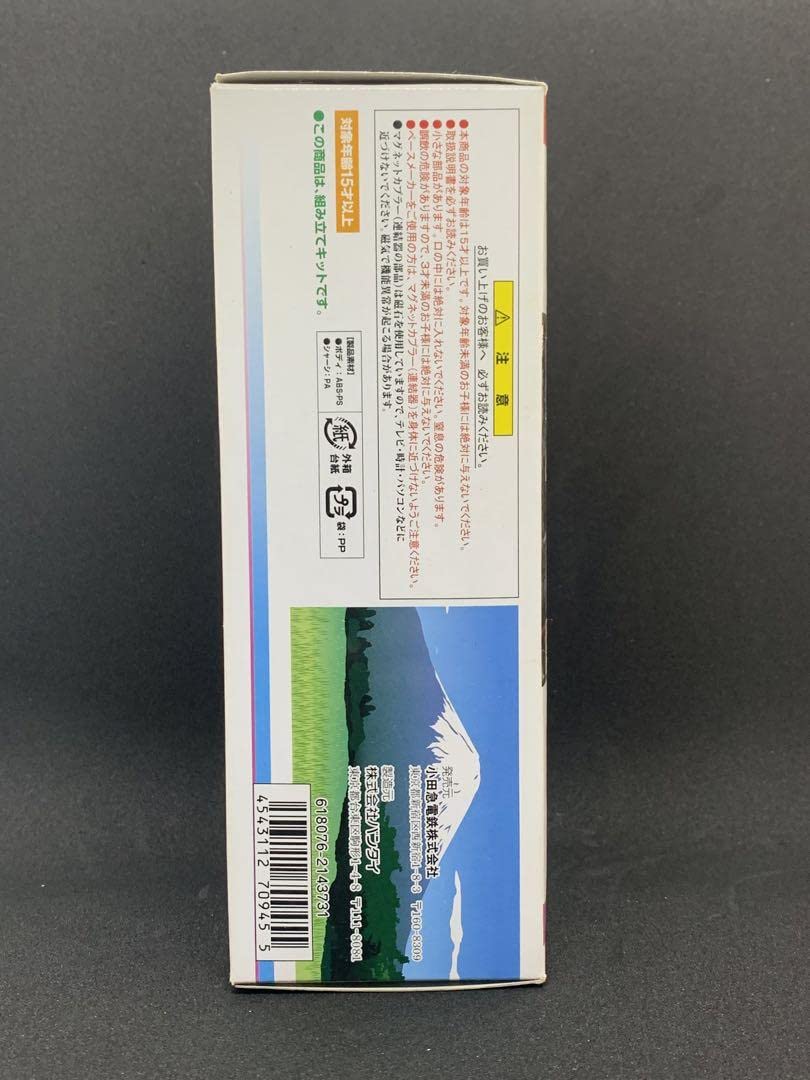 ⚠ 注意
お買い上げのお客様へ 必ずお読みください。
●本商品の対象年齢は15才以上です。対象年齢未満のお子様には絶対に与えないでください。
●取扱説明書を必ずお読みください。
●小さな部品があります。口の中には絶対に入れないでください。窒息の危険があります。
●誤飲の危険がありますので、3才未満のお子様には絶対に与えないでください。
●ペースメーカーをご使用の方は、マグネットカプラー(連結器)を身体に近づけないようご注意ください。
●マグネットカプラー(連結器の部品)は磁石を使用していますので、テレビ・時計・パソコンなどに
近づけないでください。磁気で機能異常が起こる場合があります。
対象年齢15才以上
●この商品は、組み立てキットです。
【製品素材】
●ボディ:ABS・PS
●シャーシ:PA
紙
外箱
台紙
プラ
袋:PP
発売元
小田急電鉄株式会社
東京都新宿区西新宿1-8-3 〒160-8309
製造元
株式会社バンダイ
東京都台東区駒形1-4-8 〒111-8081
618076-2143731
4543112 70945 5